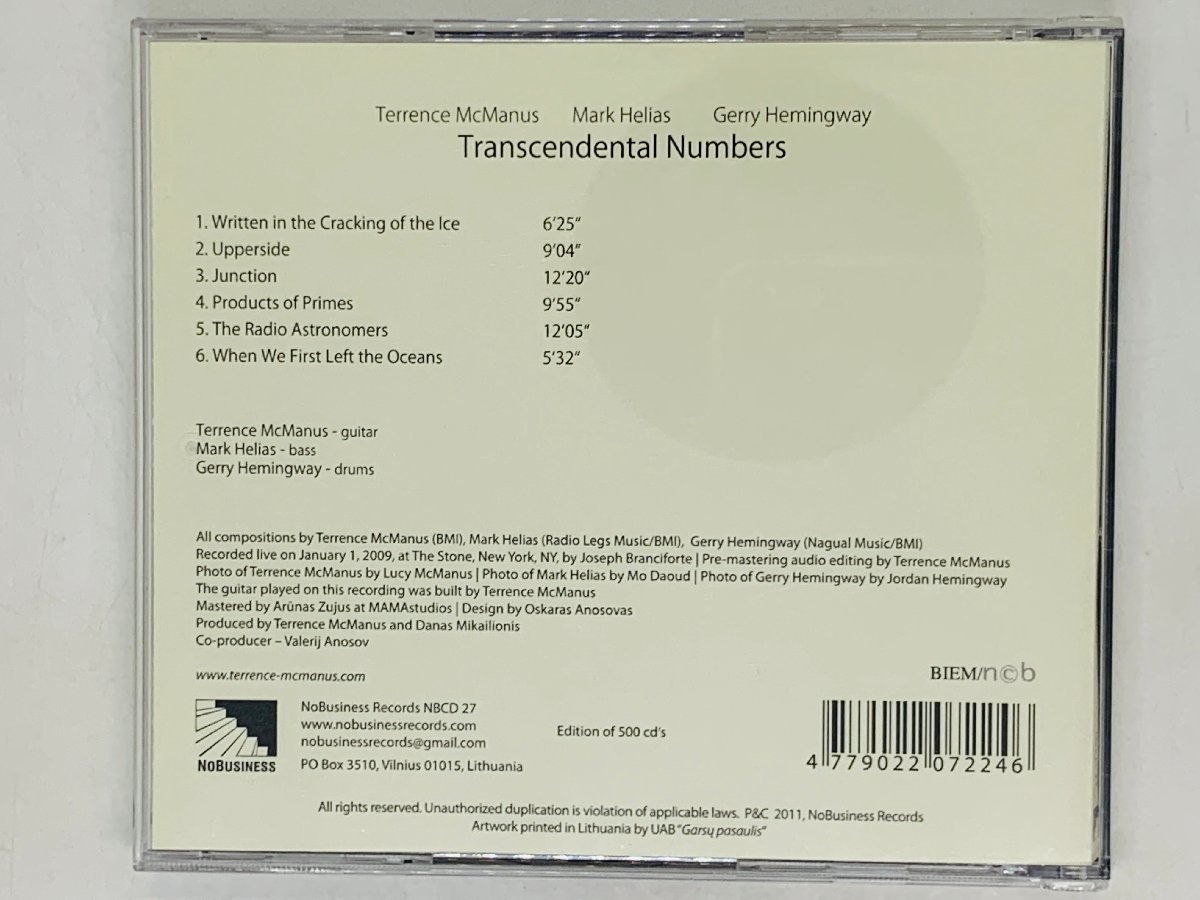 Terrence McManus Mark Helias Gerry Hemingway
Transcendental Numbers
1. Written in the Cracking of the Ice 6'25"
2. Upperside 9'04"
3. Junction 12'20"
4. Products of Primes 9'55"
5. The Radio Astronomers 12'05"
6. When We First Left the Oceans 5'32"
Terrence McManus - guitar
Mark Helias - bass
Gerry Hemingway - drums
All compositions by Terrence McManus (BMI), Mark Helias (Radio Legs Music/BMI), Gerry Hemingway (Nagual Music/BMI)
Recorded live on January 1, 2009, at The Stone, New York, NY, by Joseph Branciforte | Pre-mastering audio editing by Terrence McManus
Photo of Terrence McManus by Lucy McManus | Photo of Mark Helias by Mo Daoud | Photo of Gerry Hemingway by Jordan Hemingway
The guitar played on this recording was built by Terrence McManus
Mastered by Arūnas Zujus at MAMAstudios | Design by Oskaras Anosovas
Produced by Terrence McManus and Danas Mikailionis
Co-producer – Valerij Anosov
www.terrence-mcmanus.com
BIEM/n©b
NOBUSINESS
NoBusiness Records NBCD 27
www.nobusinessrecords.com
nobusinessrecords@gmail.com
PO Box 3510, Vilnius 01015, Lithuania
Edition of 500 cd's
4 779022 072246
All rights reserved. Unauthorized duplication is violation of applicable laws. P&C 2011, NoBusiness Records
Artwork printed in Lithuania by UAB "Garsų pasaulis"